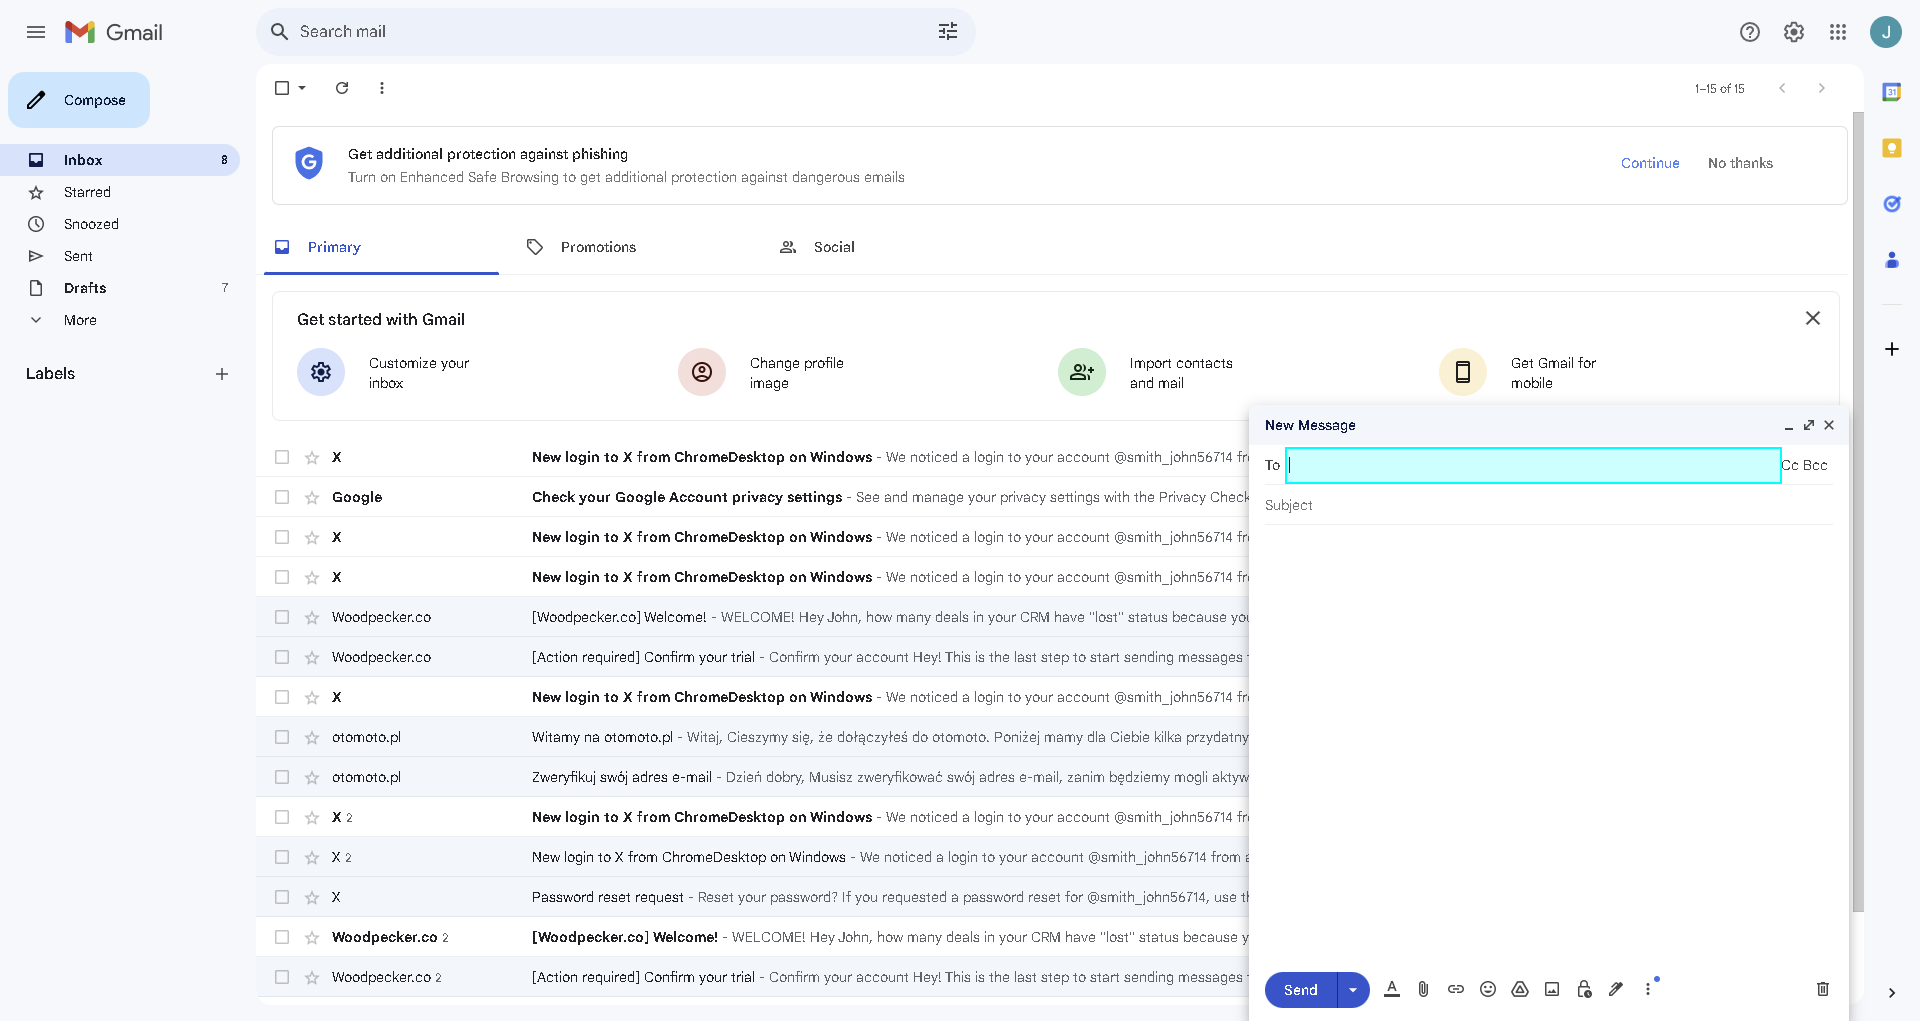 Gmail
Search mail
J
Compose
Inbox 8
Starred
Snoozed
Sent
Drafts 7
More
Labels
1–15 of 15
Get additional protection against phishing
Turn on Enhanced Safe Browsing to get additional protection against dangerous emails
Continue No thanks
Primary Promotions Social
Get started with Gmail
Customize your
inbox
Change profile
image
Import contacts
and mail
Get Gmail for
mobile
X New login to X from ChromeDesktop on Windows - We noticed a login to your account @smith_john56714
Google Check your Google Account privacy settings - See and manage your privacy settings with the Privacy Check
X New login to X from ChromeDesktop on Windows - We noticed a login to your account @smith_john56714
X New login to X from ChromeDesktop on Windows - We noticed a login to your account @smith_john56714
Woodpecker.co [Woodpecker.co] Welcome! - WELCOME! Hey John, how many deals in your CRM have "lost" status because
Woodpecker.co [Action required] Confirm your trial - Confirm your account Hey! This is the last step to start sending messages
X New login to X from ChromeDesktop on Windows - We noticed a login to your account @smith_john56714
otomoto.pl Witamy na otomoto.pl - Witaj, Cieszymy się, że dołączyłeś do otomoto. Poniżej mamy dla Ciebie kilka przydatny
otomoto.pl Zweryfikuj swój adres e-mail - Dzień dobry, Musisz zweryfikować swój adres e-mail, zanim będziemy mogli aktyw
X 2 New login to X from ChromeDesktop on Windows - We noticed a login to your account @smith_john56714
X 2 New login to X from ChromeDesktop on Windows - We noticed a login to your account @smith_john56714 from
X Password reset request - Reset your password? If you requested a password reset for @smith_john56714, use
Woodpecker.co 2 [Woodpecker.co] Welcome! - WELCOME! Hey John, how many deals in your CRM have "lost" status because
Woodpecker.co 2 [Action required] Confirm your trial - Confirm your account Hey! This is the last step to start sending messages
New Message
To Cc Bcc
Subject
Send
31